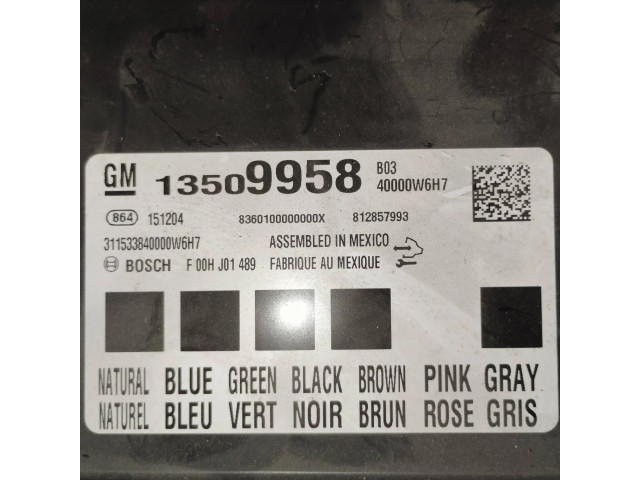 GM 13509958 B03
40000W6H7
864 151204 8360100000000X 812857993
311533840000W6H7 ASSEMBLED IN MEXICO
BOSCH F 00H J01 489 FABRIQUE AU MEXIQUE
NATURAL BLUE GREEN BLACK BROWN PINK GRAY
NATUREL BLEU VERT NOIR BRUN ROSE GRIS